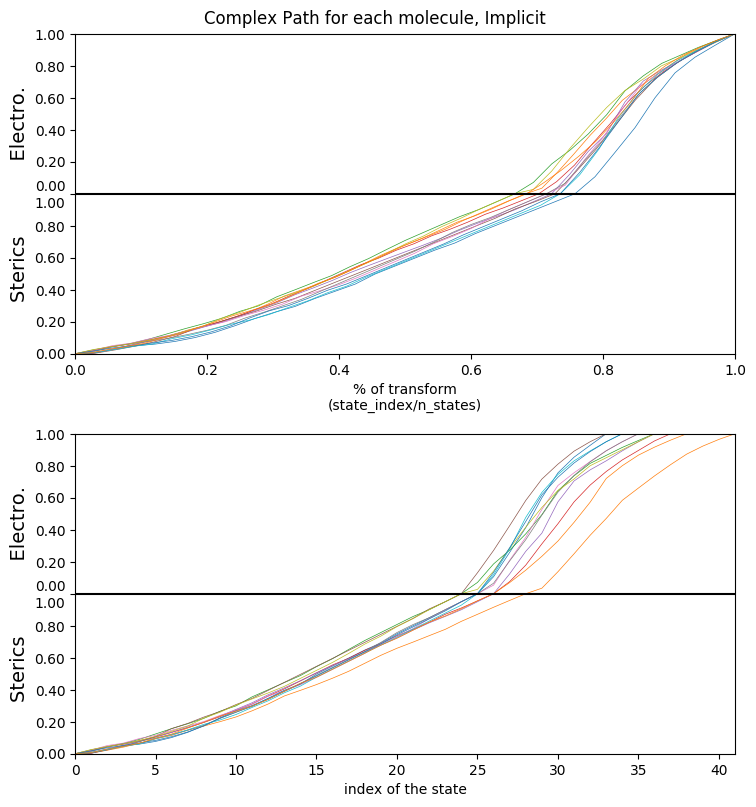 Complex Path for each molecule, Implicit
1.00
0.80
0.60
0.40
0.20
0.00
Electro.
1.00
0.80
0.60
0.40
0.20
0.00
Sterics
0.0 0.2 0.4 0.6 0.8 1.0
% of transform
(state_index/n_states)
1.00
0.80
0.60
0.40
0.20
0.00
Electro.
1.00
0.80
0.60
0.40
0.20
0.00
Sterics
0 5 10 15 20 25 30 35 40
index of the state